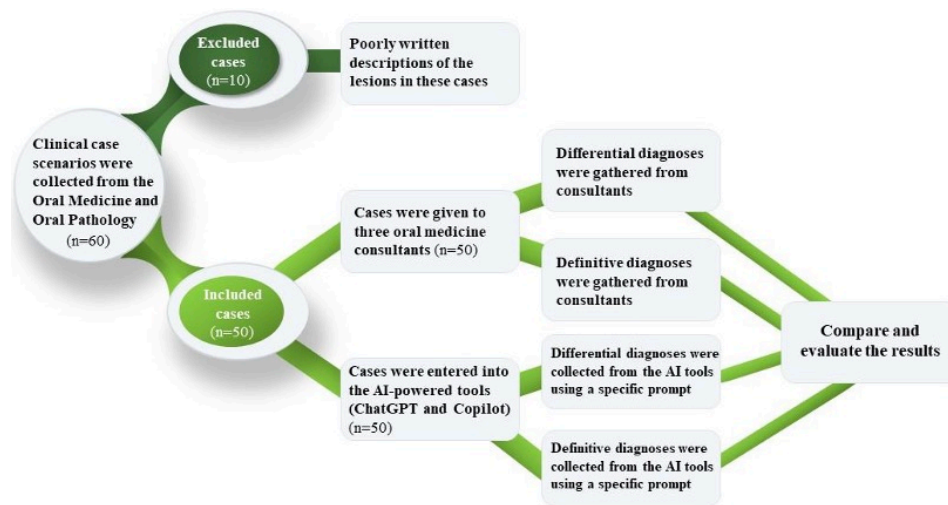 Excluded
cases
(n=10)
Poorly written
descriptions of the
lesions in these cases
Clinical case
scenarios were
collected from the
Oral Medicine and
Oral Pathology
(n=60)
Included
cases
(n=50)
Cases were given to
three oral medicine
consultants (n=50)
Cases were entered into
the AI-powered tools
(ChatGPT and Copilot)
(n=50)
Differential diagnoses
were gathered from
consultants
Definitive diagnoses
were gathered from
consultants
Differential diagnoses were
collected from the AI tools
using a specific prompt
Definitive diagnoses were
collected from the AI tools
using a specific prompt
Compare and
evaluate the results